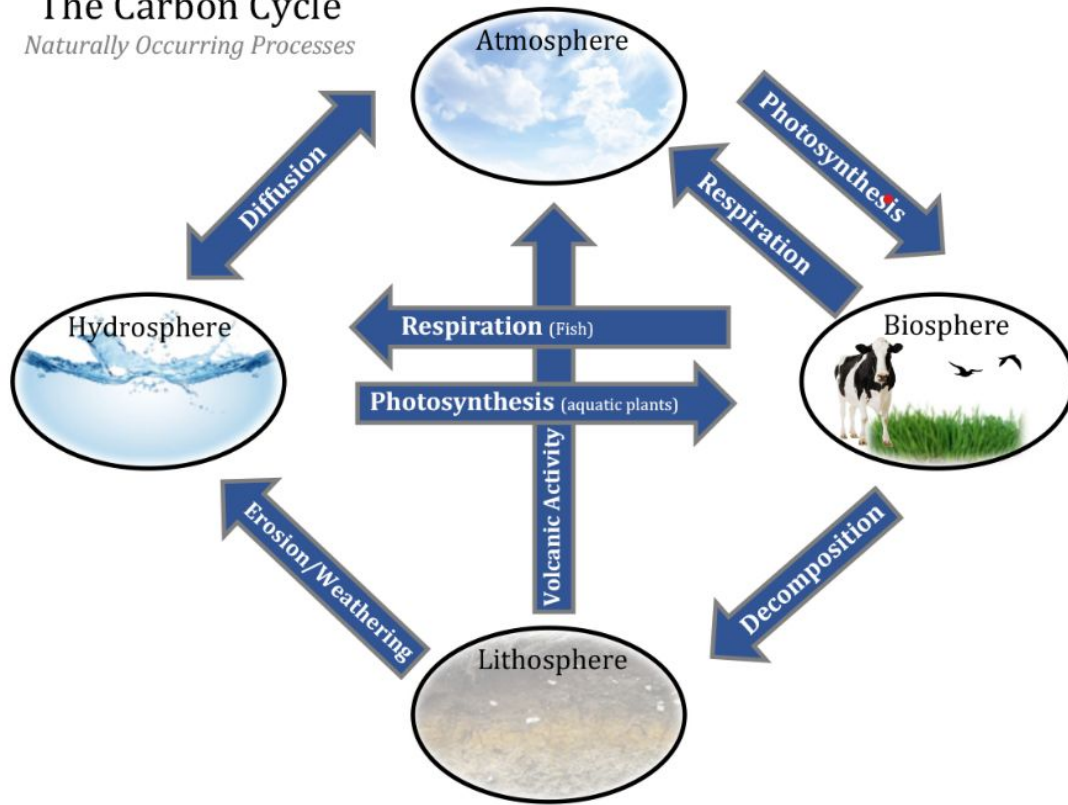 The Carbon Cycle
Naturally Occurring Processes
Atmosphere
Photosynthesis
Respiration
Diffusion
Hydrosphere
Respiration (Fish)
Biosphere
Photosynthesis (aquatic plants)
Volcanic Activity
Erosion/Weathering
Decomposition
Lithosphere